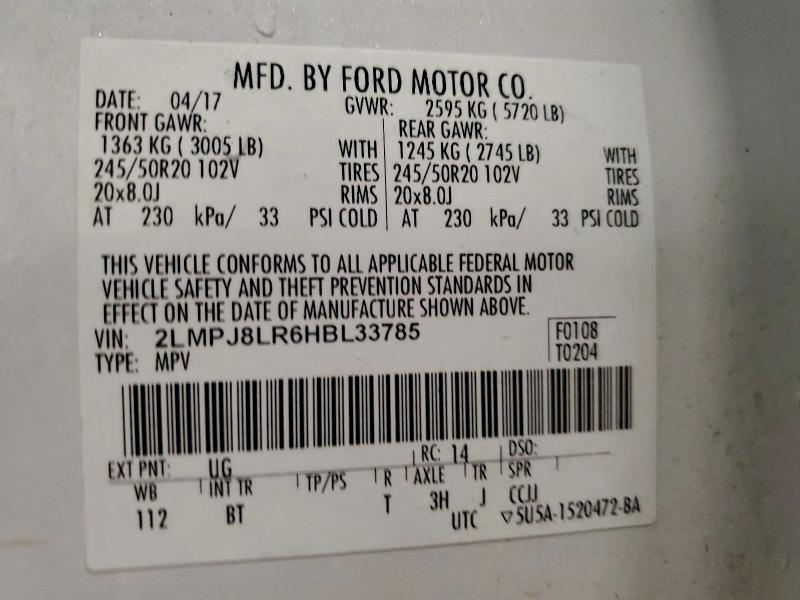 MFD. BY FORD MOTOR CO.
DATE: 04/17 GVWR: 2595 KG ( 5720 LB)
FRONT GAWR: REAR GAWR:
1363 KG ( 3005 LB) WITH 1245 KG ( 2745 LB) WITH
245/50R20 102V TIRES 245/50R20 102V TIRES
20x8.0J RIMS 20x8.0J RIMS
AT 230 kPa/ 33 PSI COLD AT 230 kPa/ 33 PSI COLD
THIS VEHICLE CONFORMS TO ALL APPLICABLE FEDERAL MOTOR
VEHICLE SAFETY AND THEFT PREVENTION STANDARDS IN
EFFECT ON THE DATE OF MANUFACTURE SHOWN ABOVE.
VIN: 2LMPJ8LR6HBL33785 F0108
TYPE: MPV T0204
EXT PNT: UG RC: 14 DSO:
WB INT TR TP/PS R AXLE TR SPR
112 BT T 3H J CCJJ
UTC ▽5U5A-1520472-BA